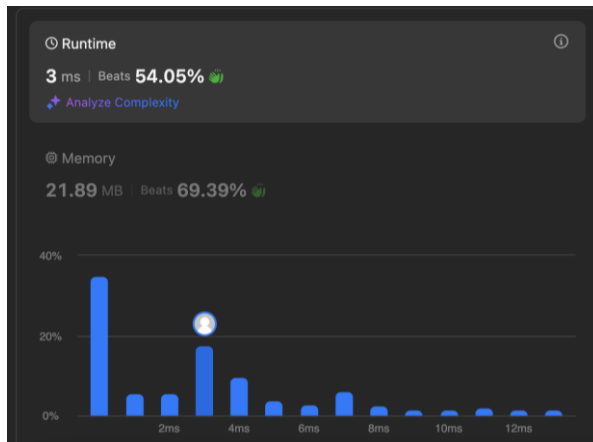 Runtime
3 ms | Beats 54.05%
Analyze Complexity
Memory
21.89 MB | Beats 69.39%
40%
20%
0%
2ms 4ms 6ms 8ms 10ms 12ms